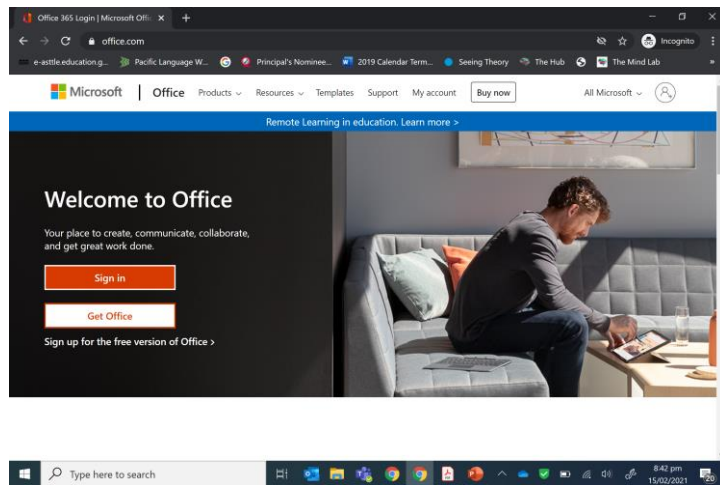 Office 365 Login | Microsoft Offic
office.com
Incognito
e-asttle.education.g... Pacific Language W... Principal's Nominee... 2019 Calendar Term... Seeing Theory The Hub The Mind Lab »
Microsoft Office Products Resources Templates Support My account Buy now All Microsoft
Remote Learning in education. Learn more >
Welcome to Office
Your place to create, communicate, collaborate,
and get great work done.
Sign in
Get Office
Sign up for the free version of Office >
Type here to search
8:42 pm
15/02/2021
20